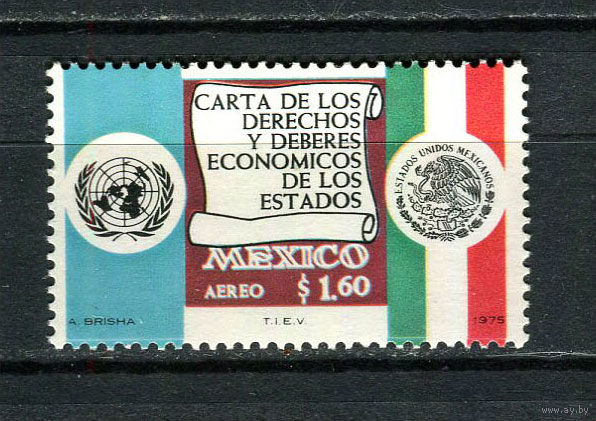 CARTA DE LOS
DERECHOS
Y DEBERES
ECONOMICOS
DE LOS
ESTADOS
ESTADOS UNIDOS MEXICANOS
MEXICO
AEREO $ 1.60
A. BRISHA
T.I.E.V.
1975
www.ay.by